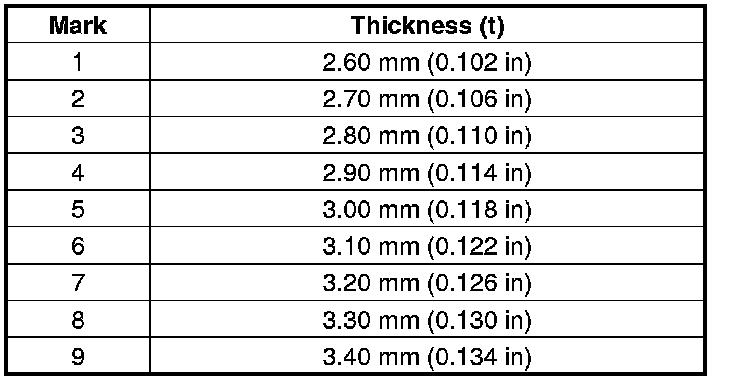 Mark Thickness (t)
1 2.60 mm (0.102 in)
2 2.70 mm (0.106 in)
3 2.80 mm (0.110 in)
4 2.90 mm (0.114 in)
5 3.00 mm (0.118 in)
6 3.10 mm (0.122 in)
7 3.20 mm (0.126 in)
8 3.30 mm (0.130 in)
9 3.40 mm (0.134 in)